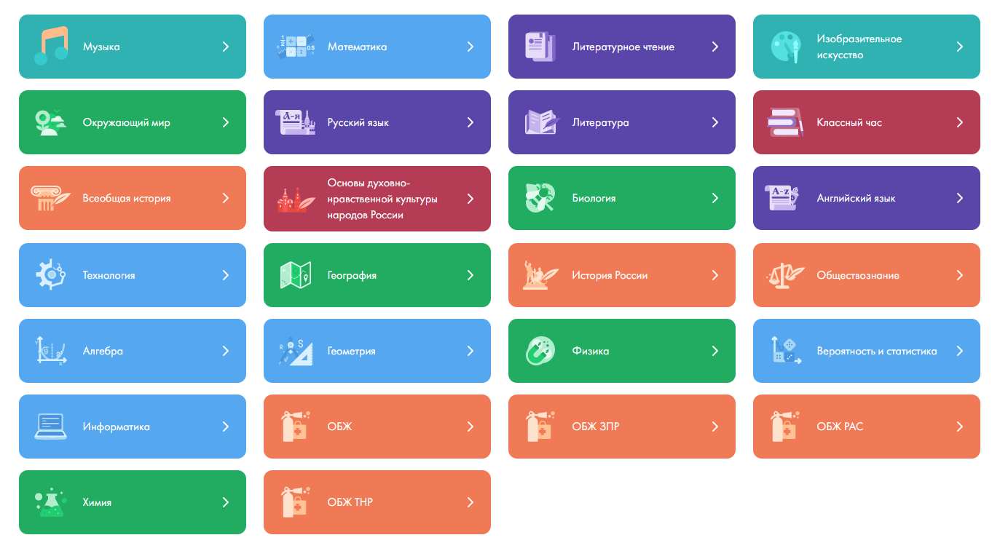 Музыка
Математика
Литературное чтение
Изобразительное
искусство
Окружающий мир
А-я
Русский язык
Литература
Классный час
Всеобщая история
Основы духовно-
нравственной культуры
народов России
Биология
A-z
Английский язык
Технология
География
История России
Обществознание
Алгебра
R S
Геометрия
Физика
Вероятность и статистика
Информатика
ОБЖ
ОБЖ ЗПР
ОБЖ РАС
Химия
ОБЖ ТНР